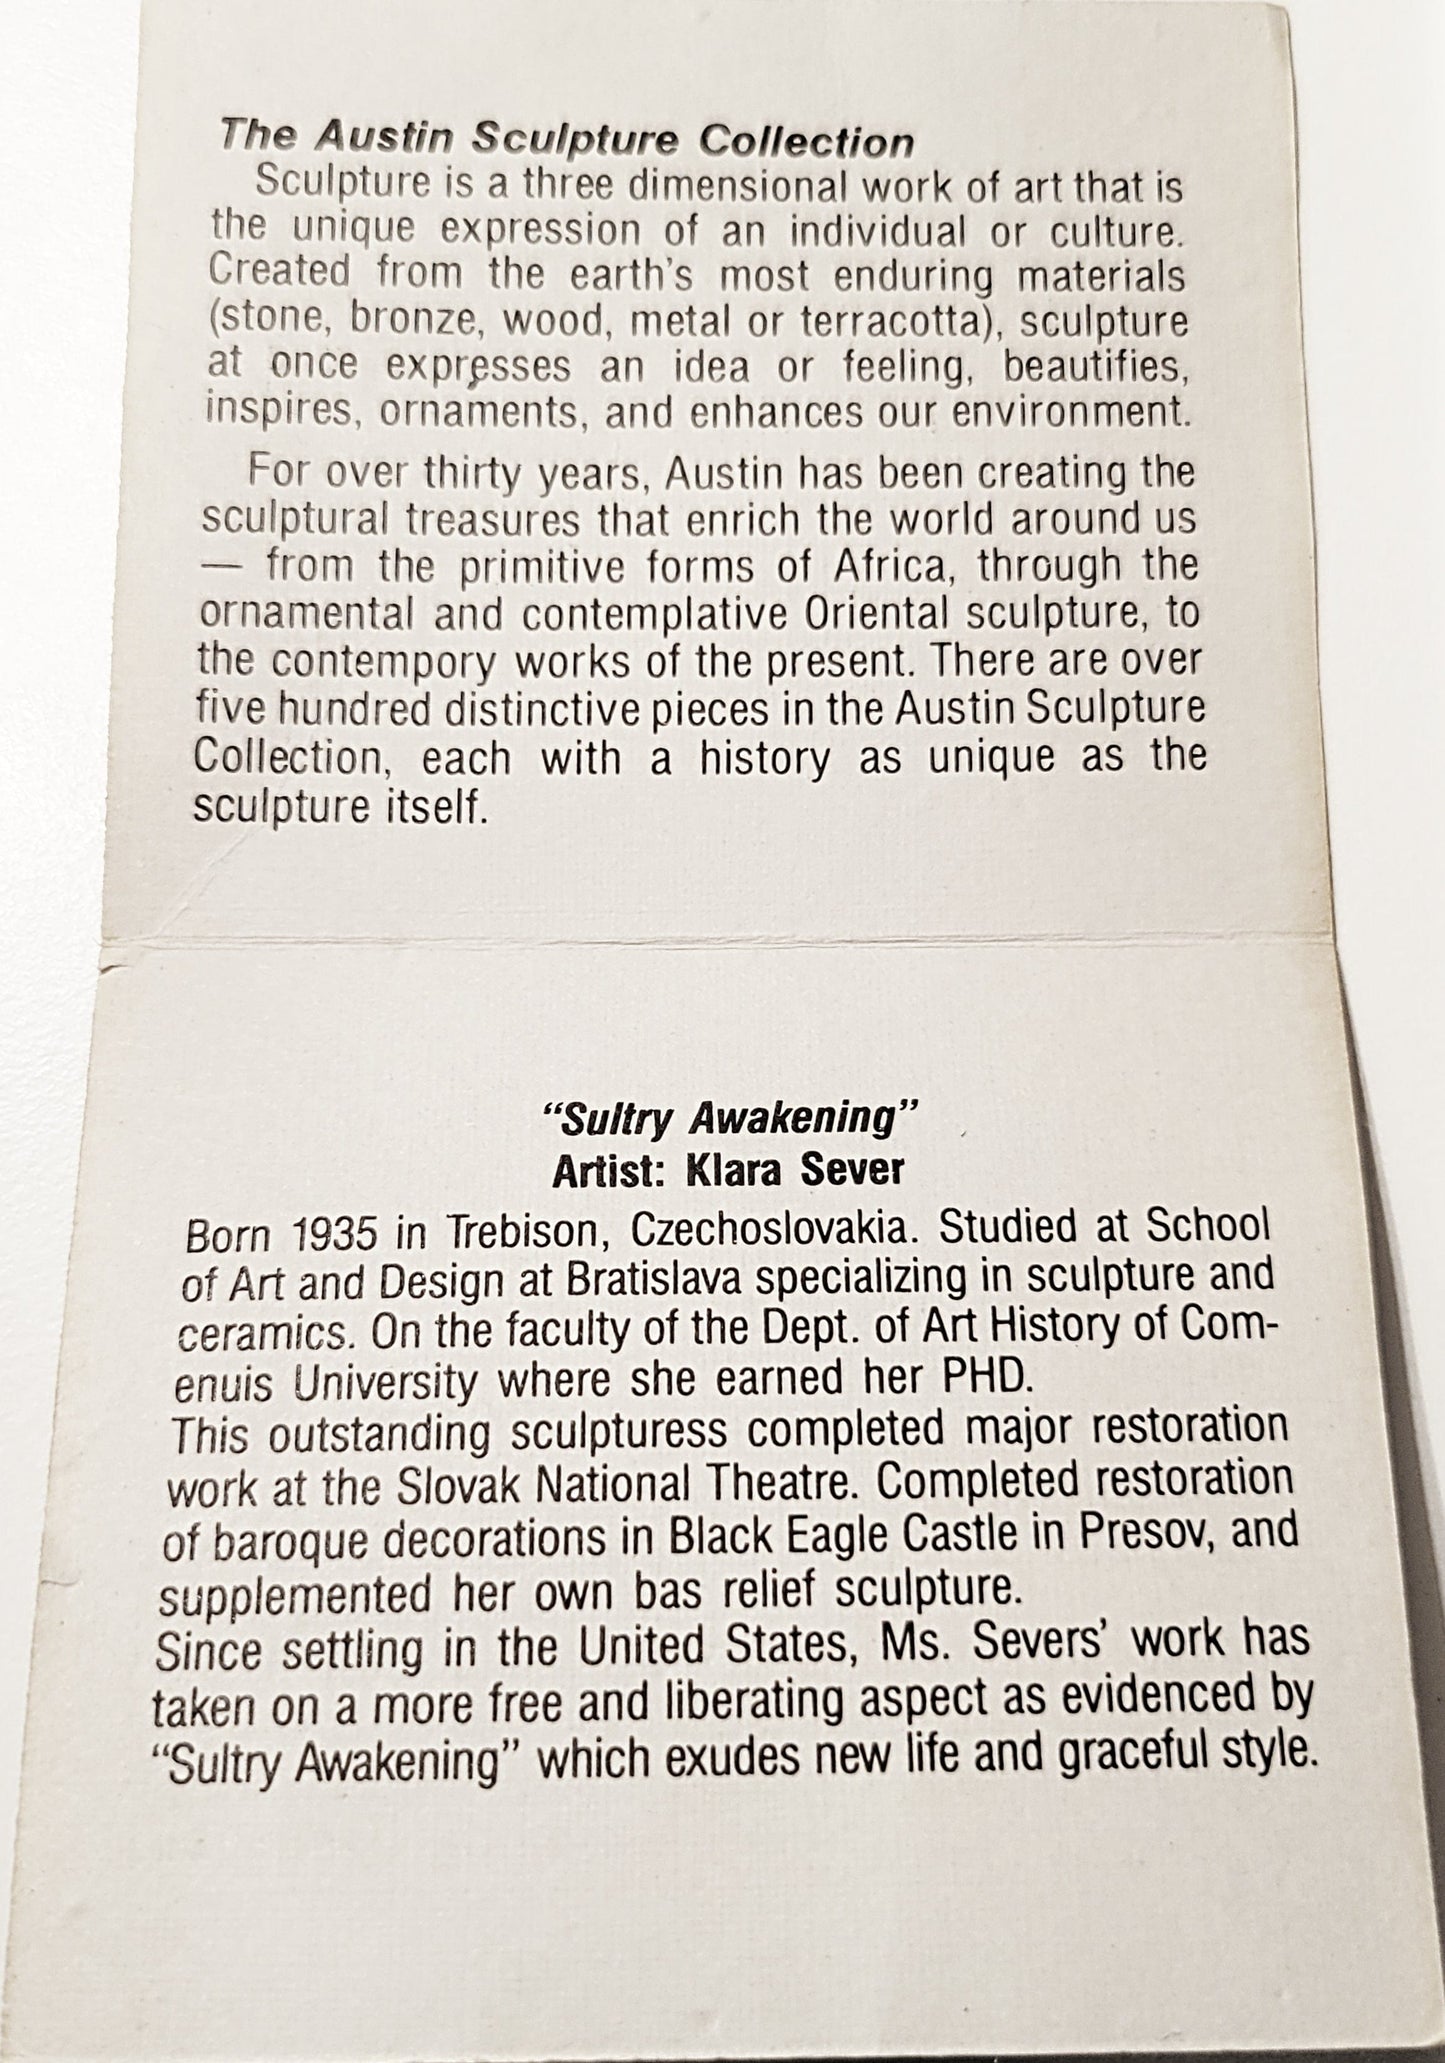 The Austin Sculpture Collection
Sculpture is a three dimensional work of art that is
the unique expression of an individual or culture.
Created from the earth's most enduring materials
(stone, bronze, wood, metal or terracotta), sculpture
at once expresses an idea or feeling, beautifies,
inspires, ornaments, and enhances our environment.
For over thirty years, Austin has been creating the
sculptural treasures that enrich the world around us
— from the primitive forms of Africa, through the
ornamental and contemplative Oriental sculpture, to
the contempory works of the present. There are over
five hundred distinctive pieces in the Austin Sculpture
Collection, each with a history as unique as the
sculpture itself.
“Sultry Awakening”
Artist: Klara Sever
Born 1935 in Trebison, Czechoslovakia. Studied at School
of Art and Design at Bratislava specializing in sculpture and
ceramics. On the faculty of the Dept. of Art History of Com-
enuis University where she earned her PHD.
This outstanding sculpturess completed major restoration
work at the Slovak National Theatre. Completed restoration
of baroque decorations in Black Eagle Castle in Presov, and
supplemented her own bas relief sculpture.
Since settling in the United States, Ms. Severs’ work has
taken on a more free and liberating aspect as evidenced by
“Sultry Awakening” which exudes new life and graceful style.